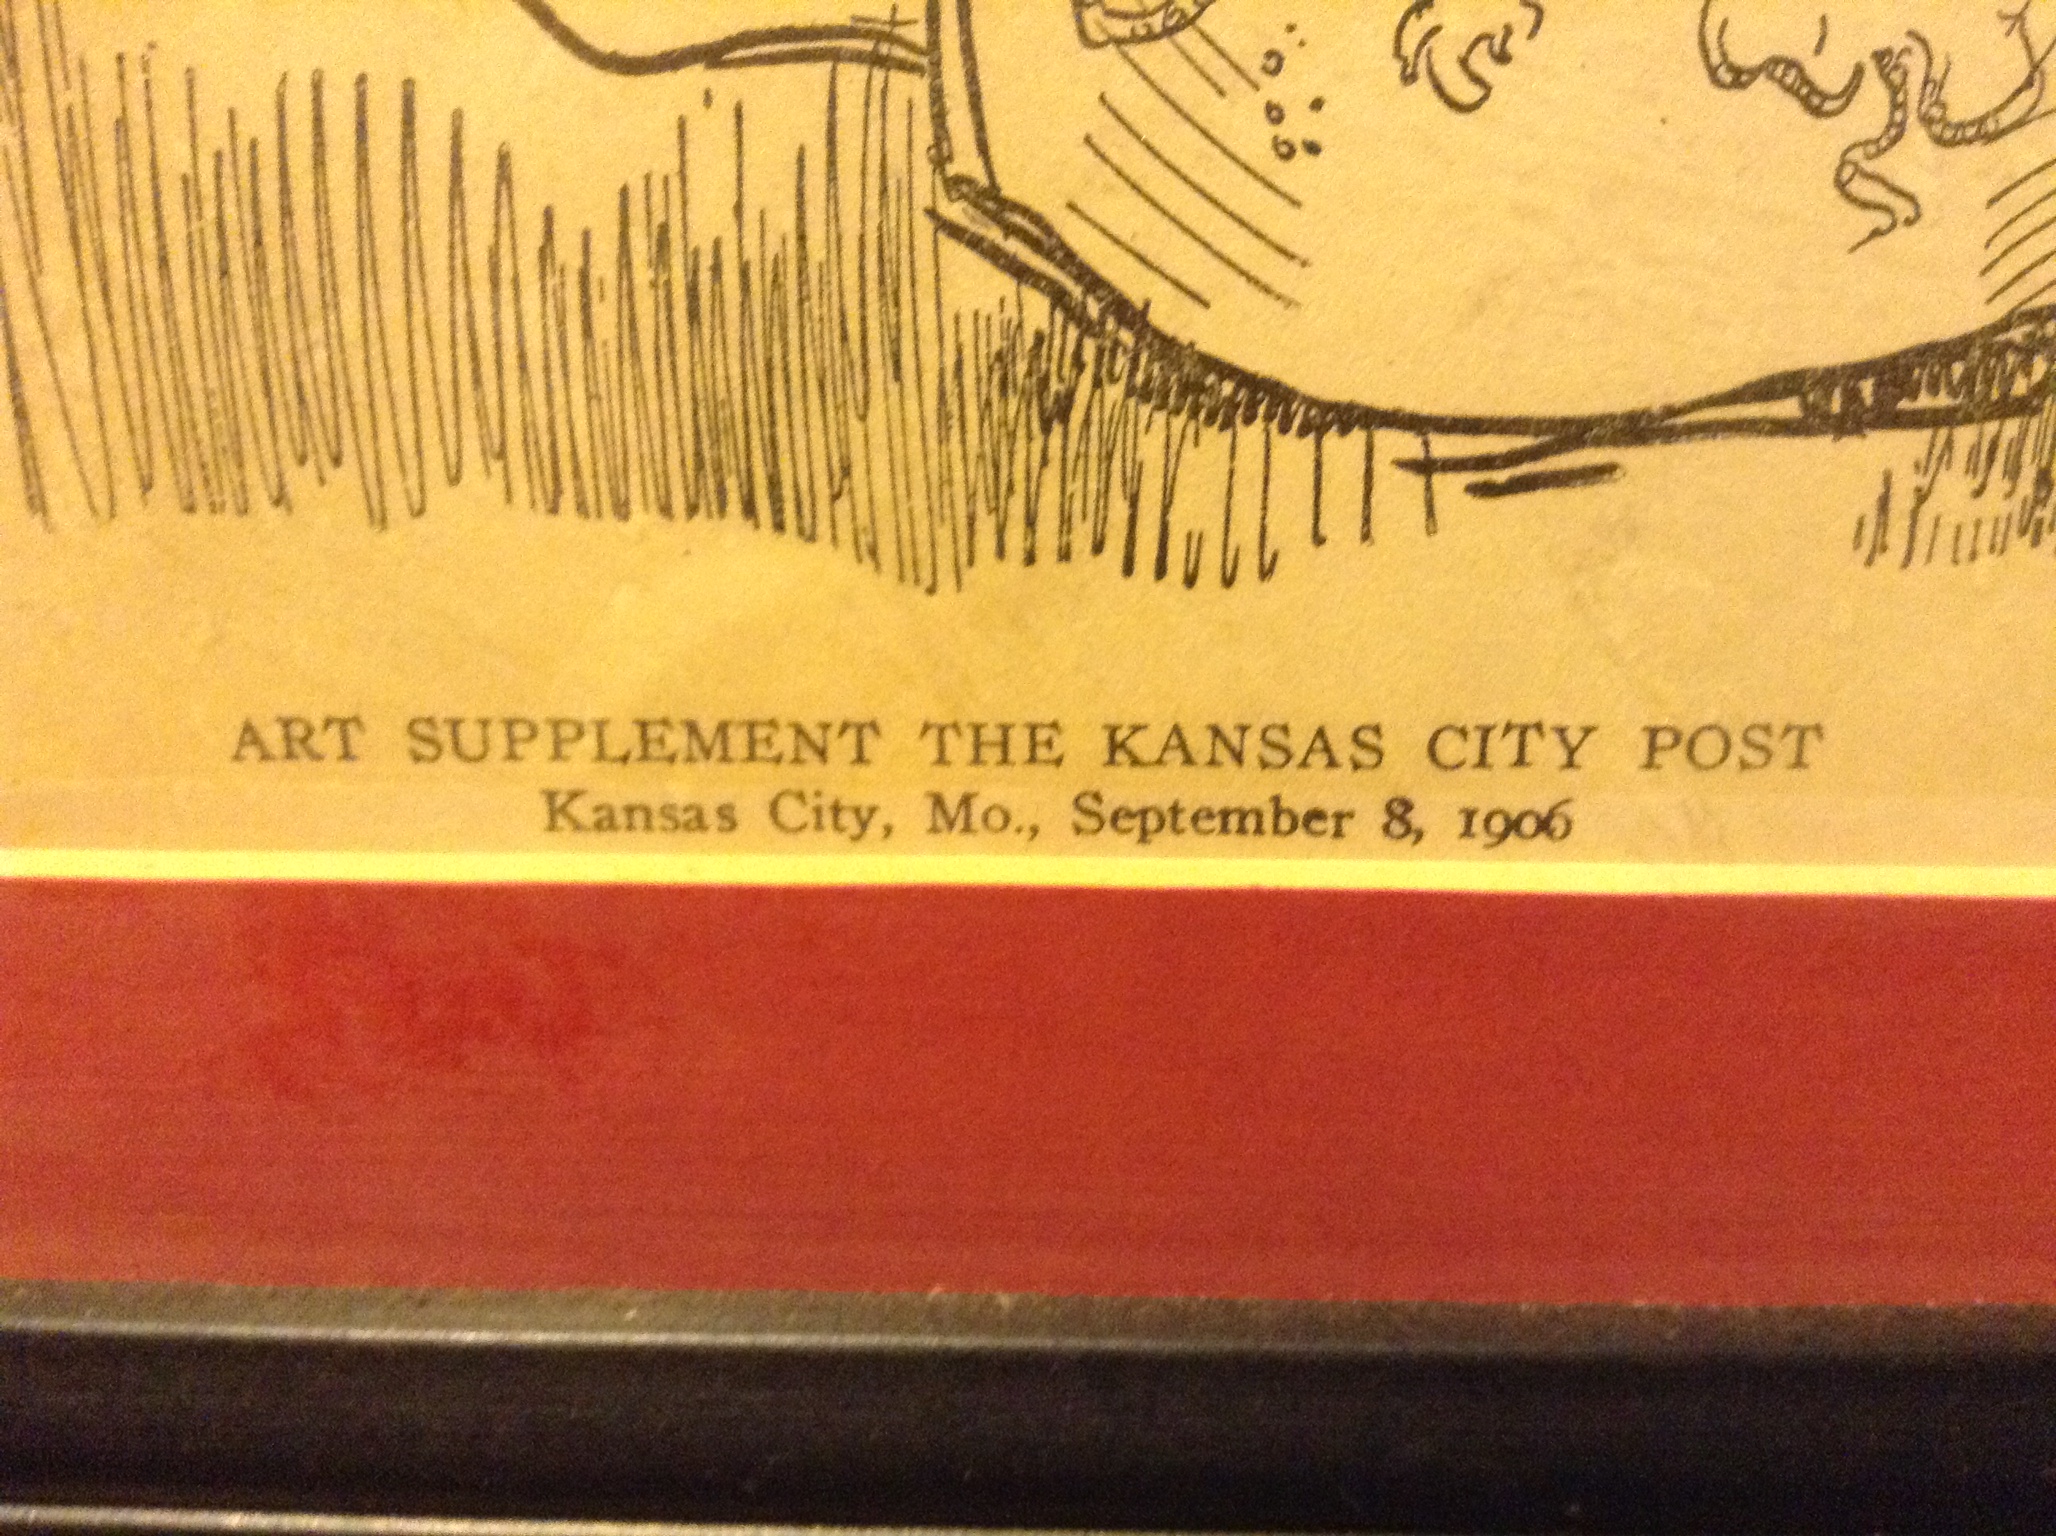 ART SUPPLEMENT THE KANSAS CITY POST
Kansas City, Mo., September 8, 1906